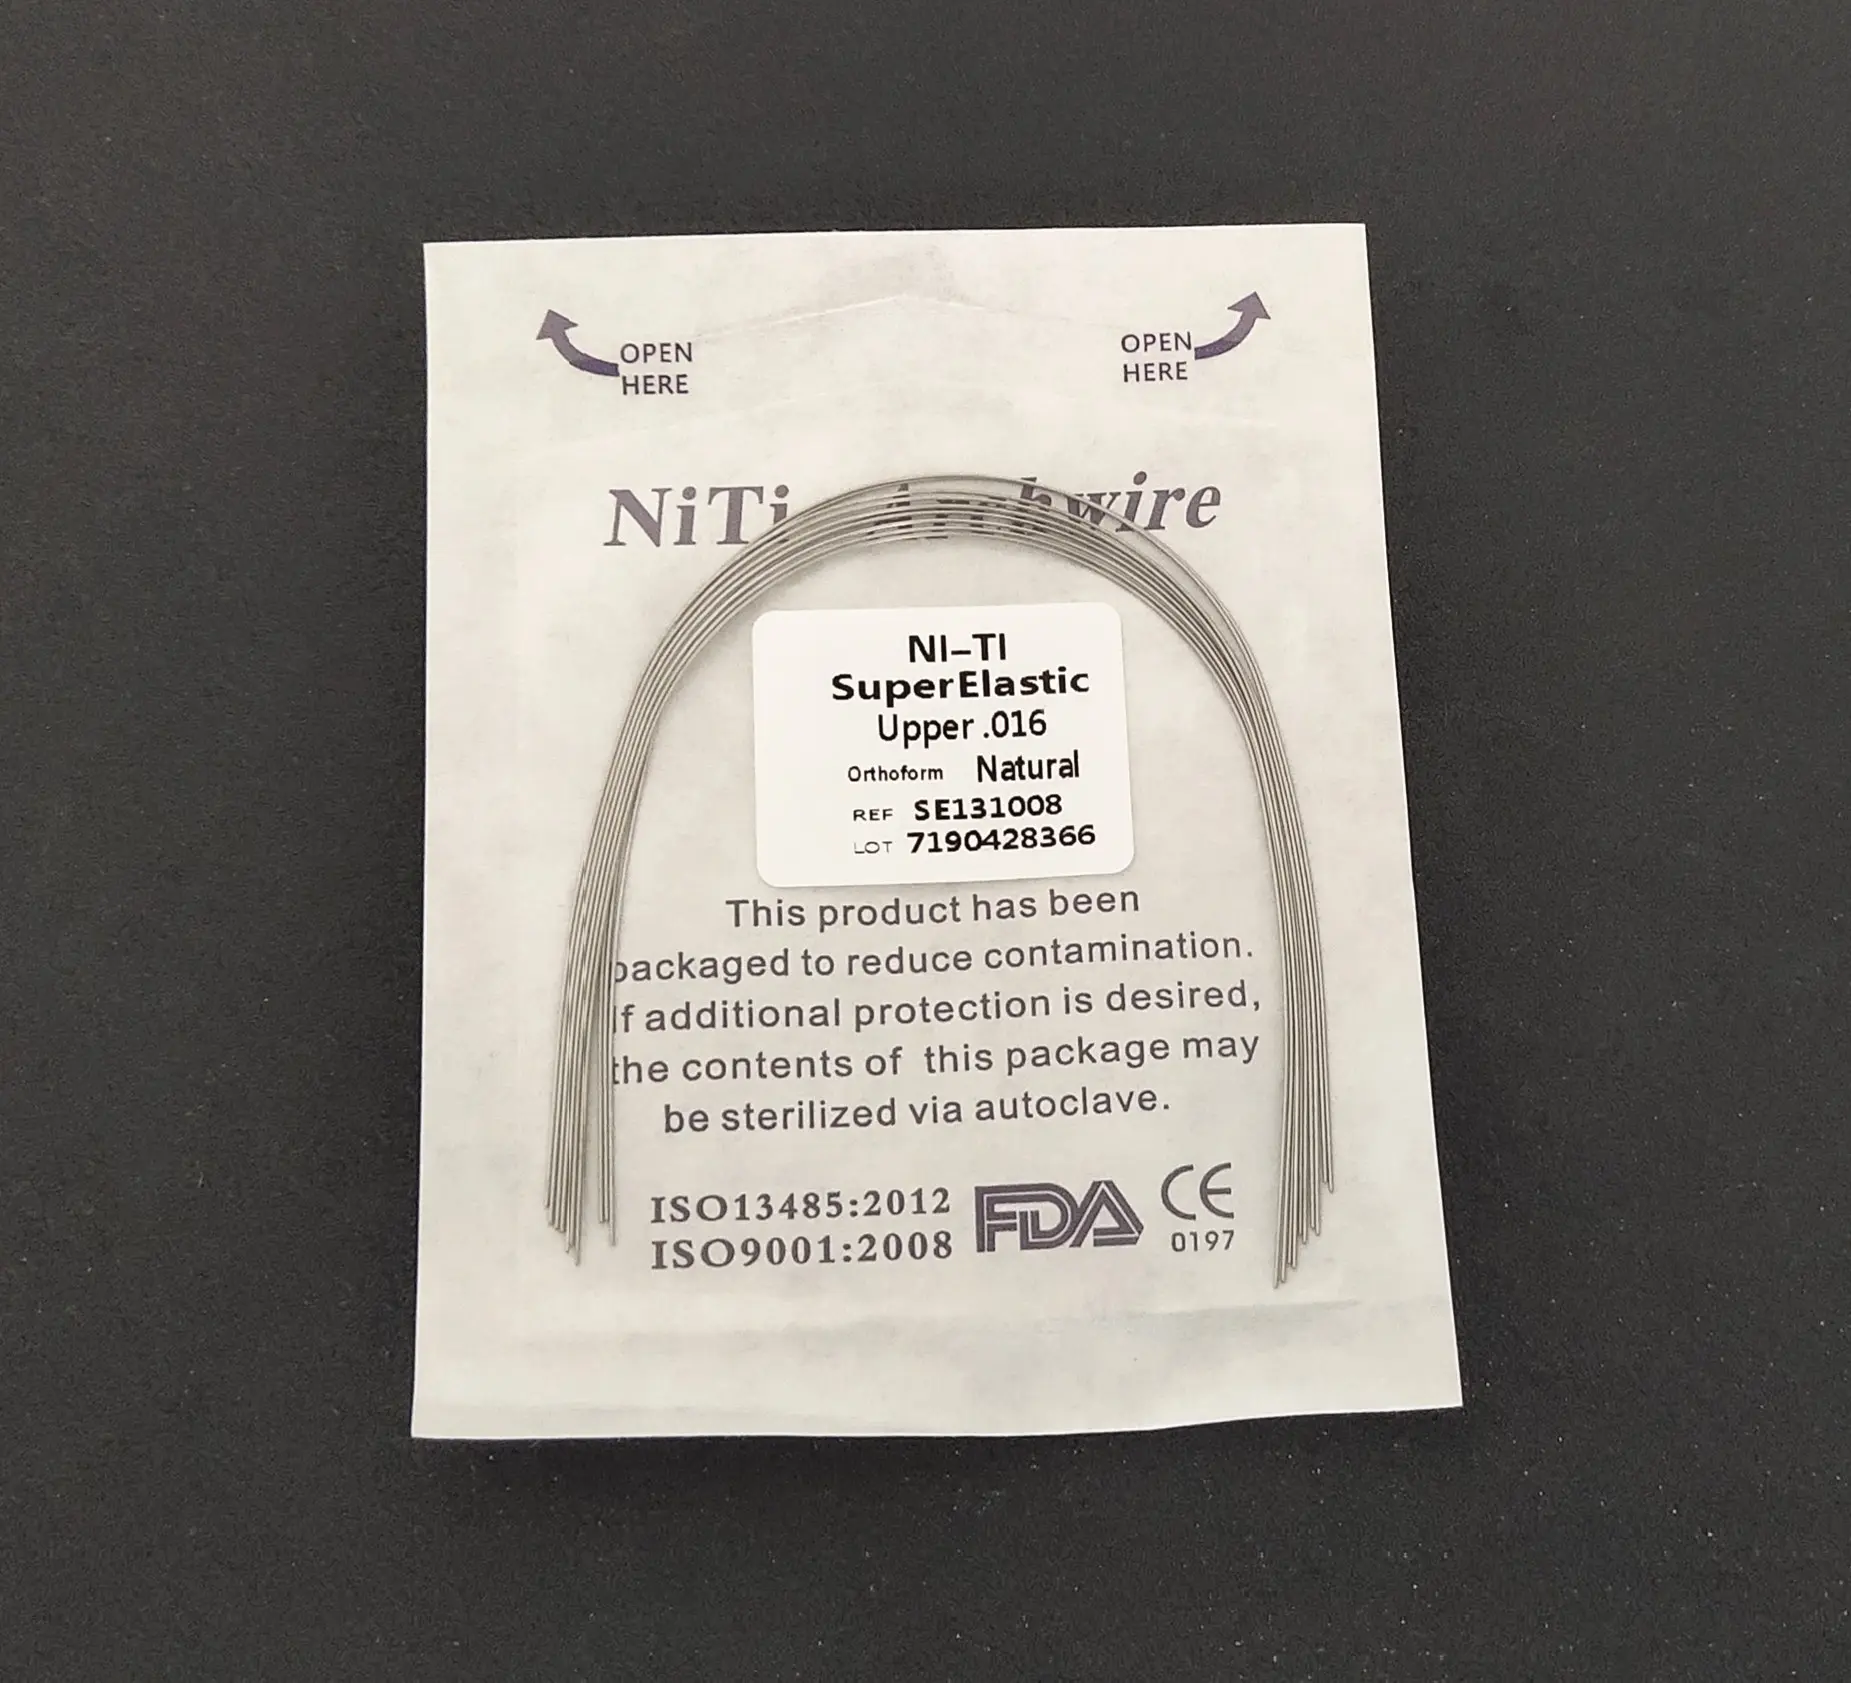 OPEN
HERE
OPEN
HERE
NiTi Archwire
NI-TI
SuperElastic
Upper .016
Orthoform Natural
REF SE131008
LOT 7190428366
This product has been
packaged to reduce contamination.
If additional protection is desired,
the contents of this package may
be sterilized via autoclave.
ISO13485:2012
ISO9001:2008
FDA
CE
0197